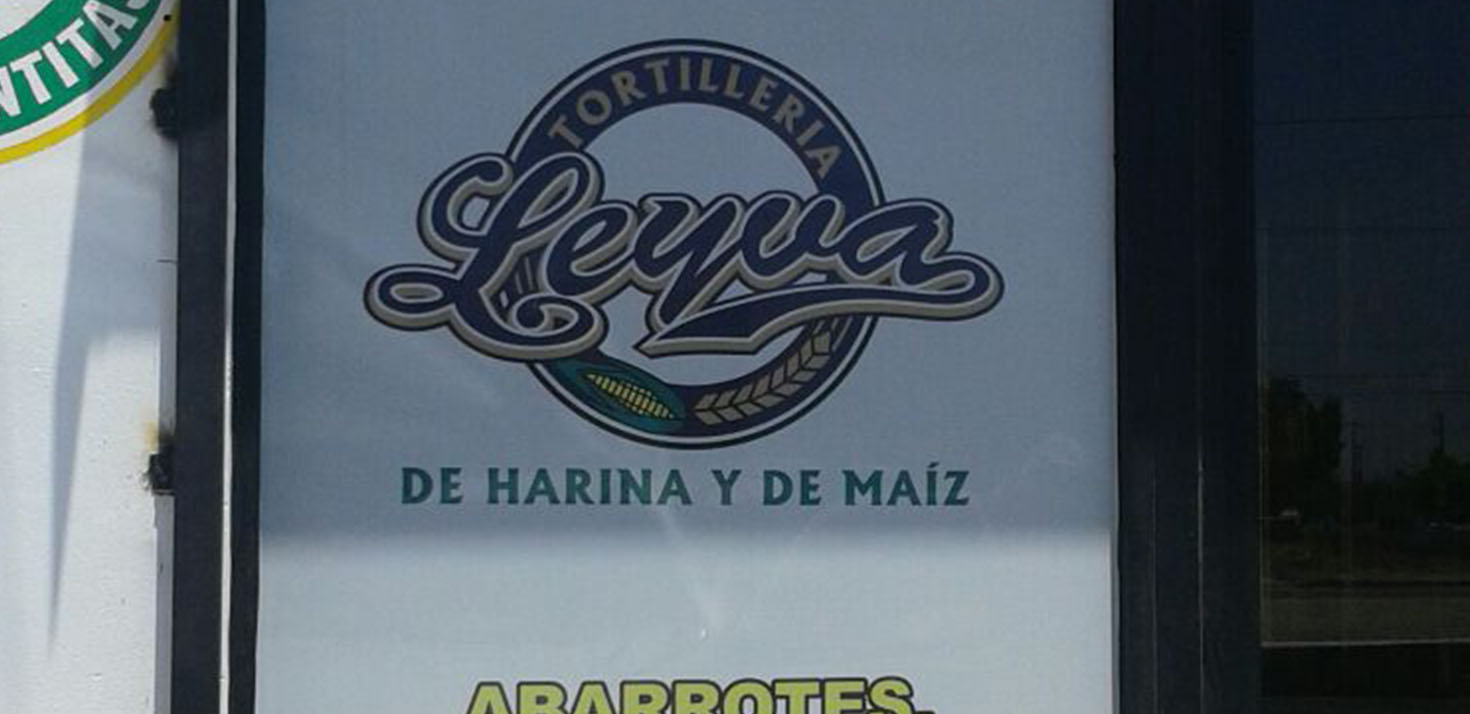 TORTILLERIA
Leyva
DE HARINA Y DE MAÍZ
ABARROTES,